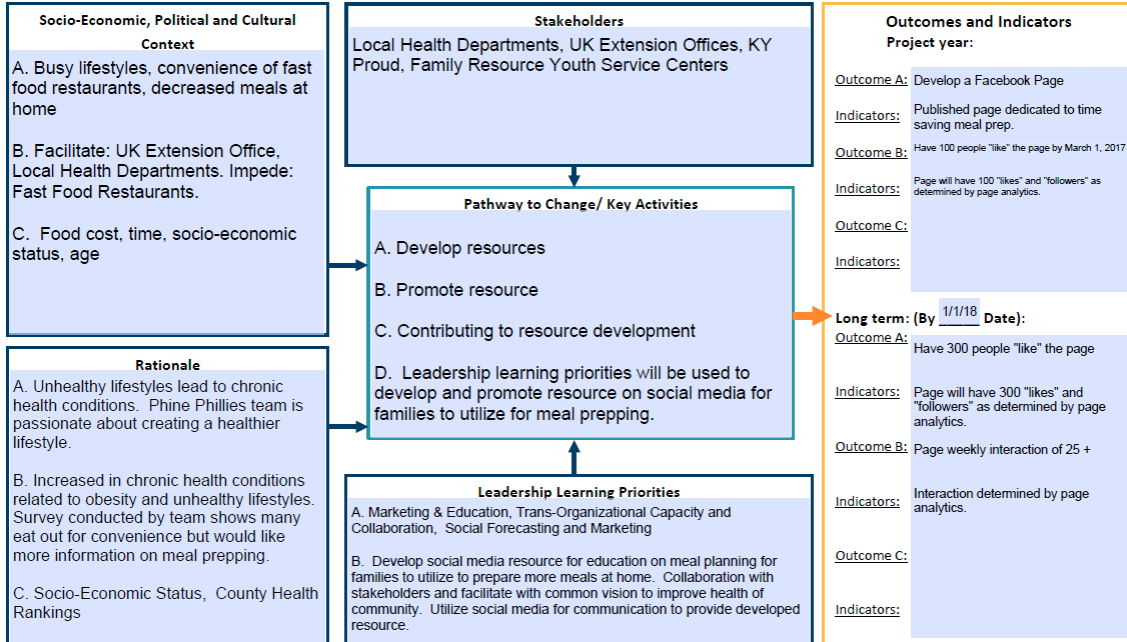 Socio-Economic, Political and Cultural
Context
A. Busy lifestyles, convenience of fast
food restaurants, decreased meals at
home
B. Facilitate: UK Extension Office,
Local Health Departments. Impede:
Fast Food Restaurants.
C. Food cost, time, socio-economic
status, age
Rationale
A. Unhealthy lifestyles lead to chronic
health conditions. Phine Phillies team is
passionate about creating a healthier
lifestyle.
B. Increased in chronic health conditions
related to obesity and unhealthy lifestyles.
Survey conducted by team shows many
eat out for convenience but would like
more information on meal prepping.
C. Socio-Economic Status, County Health
Rankings
Stakeholders
Local Health Departments, UK Extension Offices, KY
Proud, Family Resource Youth Service Centers
Pathway to Change/ Key Activities
A. Develop resources
B. Promote resource
C. Contributing to resource development
D. Leadership learning priorities will be used to
develop and promote resource on social media for
families to utilize for meal prepping.
Leadership Learning Priorities
A. Marketing & Education, Trans-Organizational Capacity and
Collaboration, Social Forecasting and Marketing
B. Develop social media resource for education on meal planning for
families to utilize to prepare more meals at home. Collaboration with
stakeholders and facilitate with common vision to improve health of
community. Utilize social media for communication to provide developed
resource.
Outcomes and Indicators
Project year:
Outcome A: Develop a Facebook Page
Indicators: Published page dedicated to time
saving meal prep.
Outcome B: Have 100 people "like" the page by March 1, 2017
Indicators: Page will have 100 "likes" and "followers" as
determined by page analytics.
Outcome C:
Indicators:
Long term: (By 1/1/18 Date):
Outcome A: Have 300 people "like" the page
Indicators: Page will have 300 "likes" and
"followers" as determined by page
analytics.
Outcome B: Page weekly interaction of 25 +
Indicators: Interaction determined by page
analytics.
Outcome C:
Indicators: